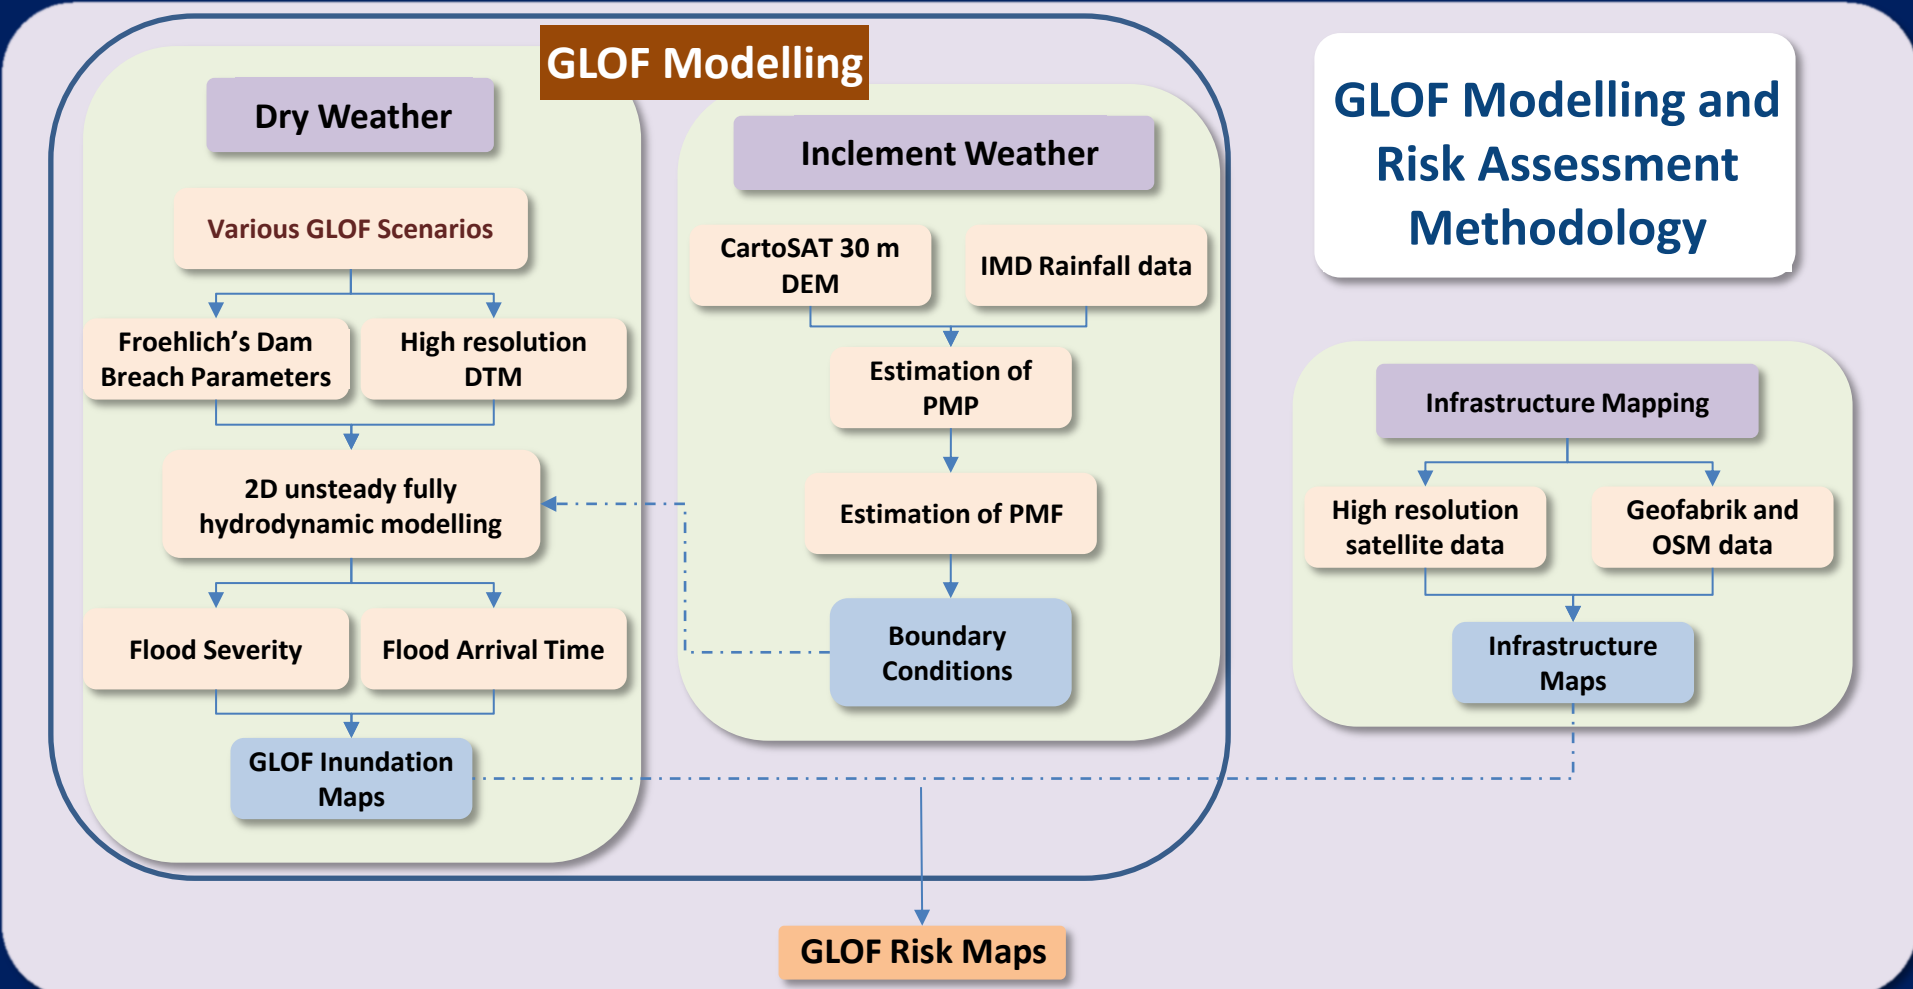 GLOF Modelling
GLOF Modelling and
Risk Assessment
Methodology
Dry Weather
Various GLOF Scenarios
Froehlich's Dam
Breach Parameters
High resolution
DTM
2D unsteady fully
hydrodynamic modelling
Flood Severity
Flood Arrival Time
GLOF Inundation
Maps
Inclement Weather
CartoSAT 30 m
DEM
IMD Rainfall data
Estimation of
PMP
Estimation of PMF
Boundary
Conditions
Infrastructure Mapping
High resolution
satellite data
Geofabrik and
OSM data
Infrastructure
Maps
GLOF Risk Maps